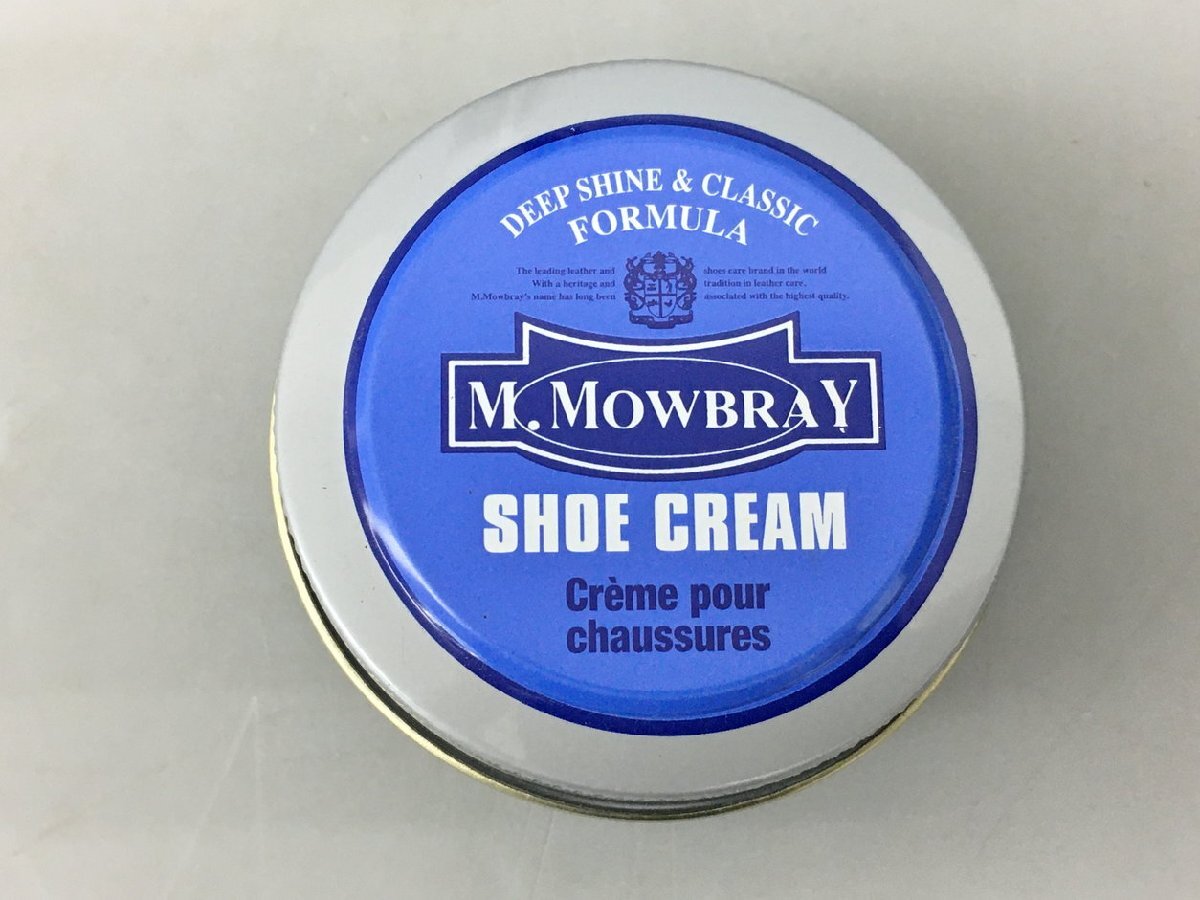 DEEP SHINE & CLASSIC
FORMULA
The leading leather and shoes care brand in the world
With a heritage and tradition in leather care.
M.Mowbray's name has long been associated with the highest quality.
M. MOWBRAY
SHOE CREAM
Crème pour
chaussures